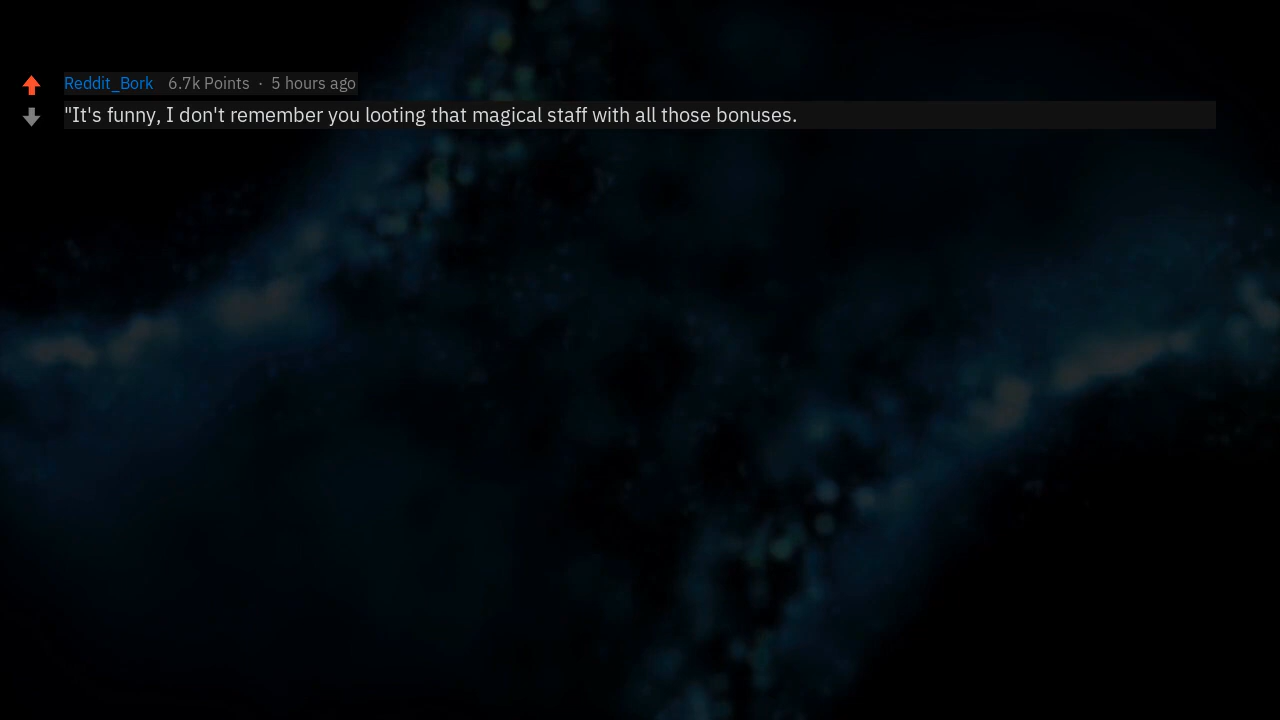 Reddit_Bork 6.7k Points · 5 hours ago
"It's funny, I don't remember you looting that magical staff with all those bonuses.